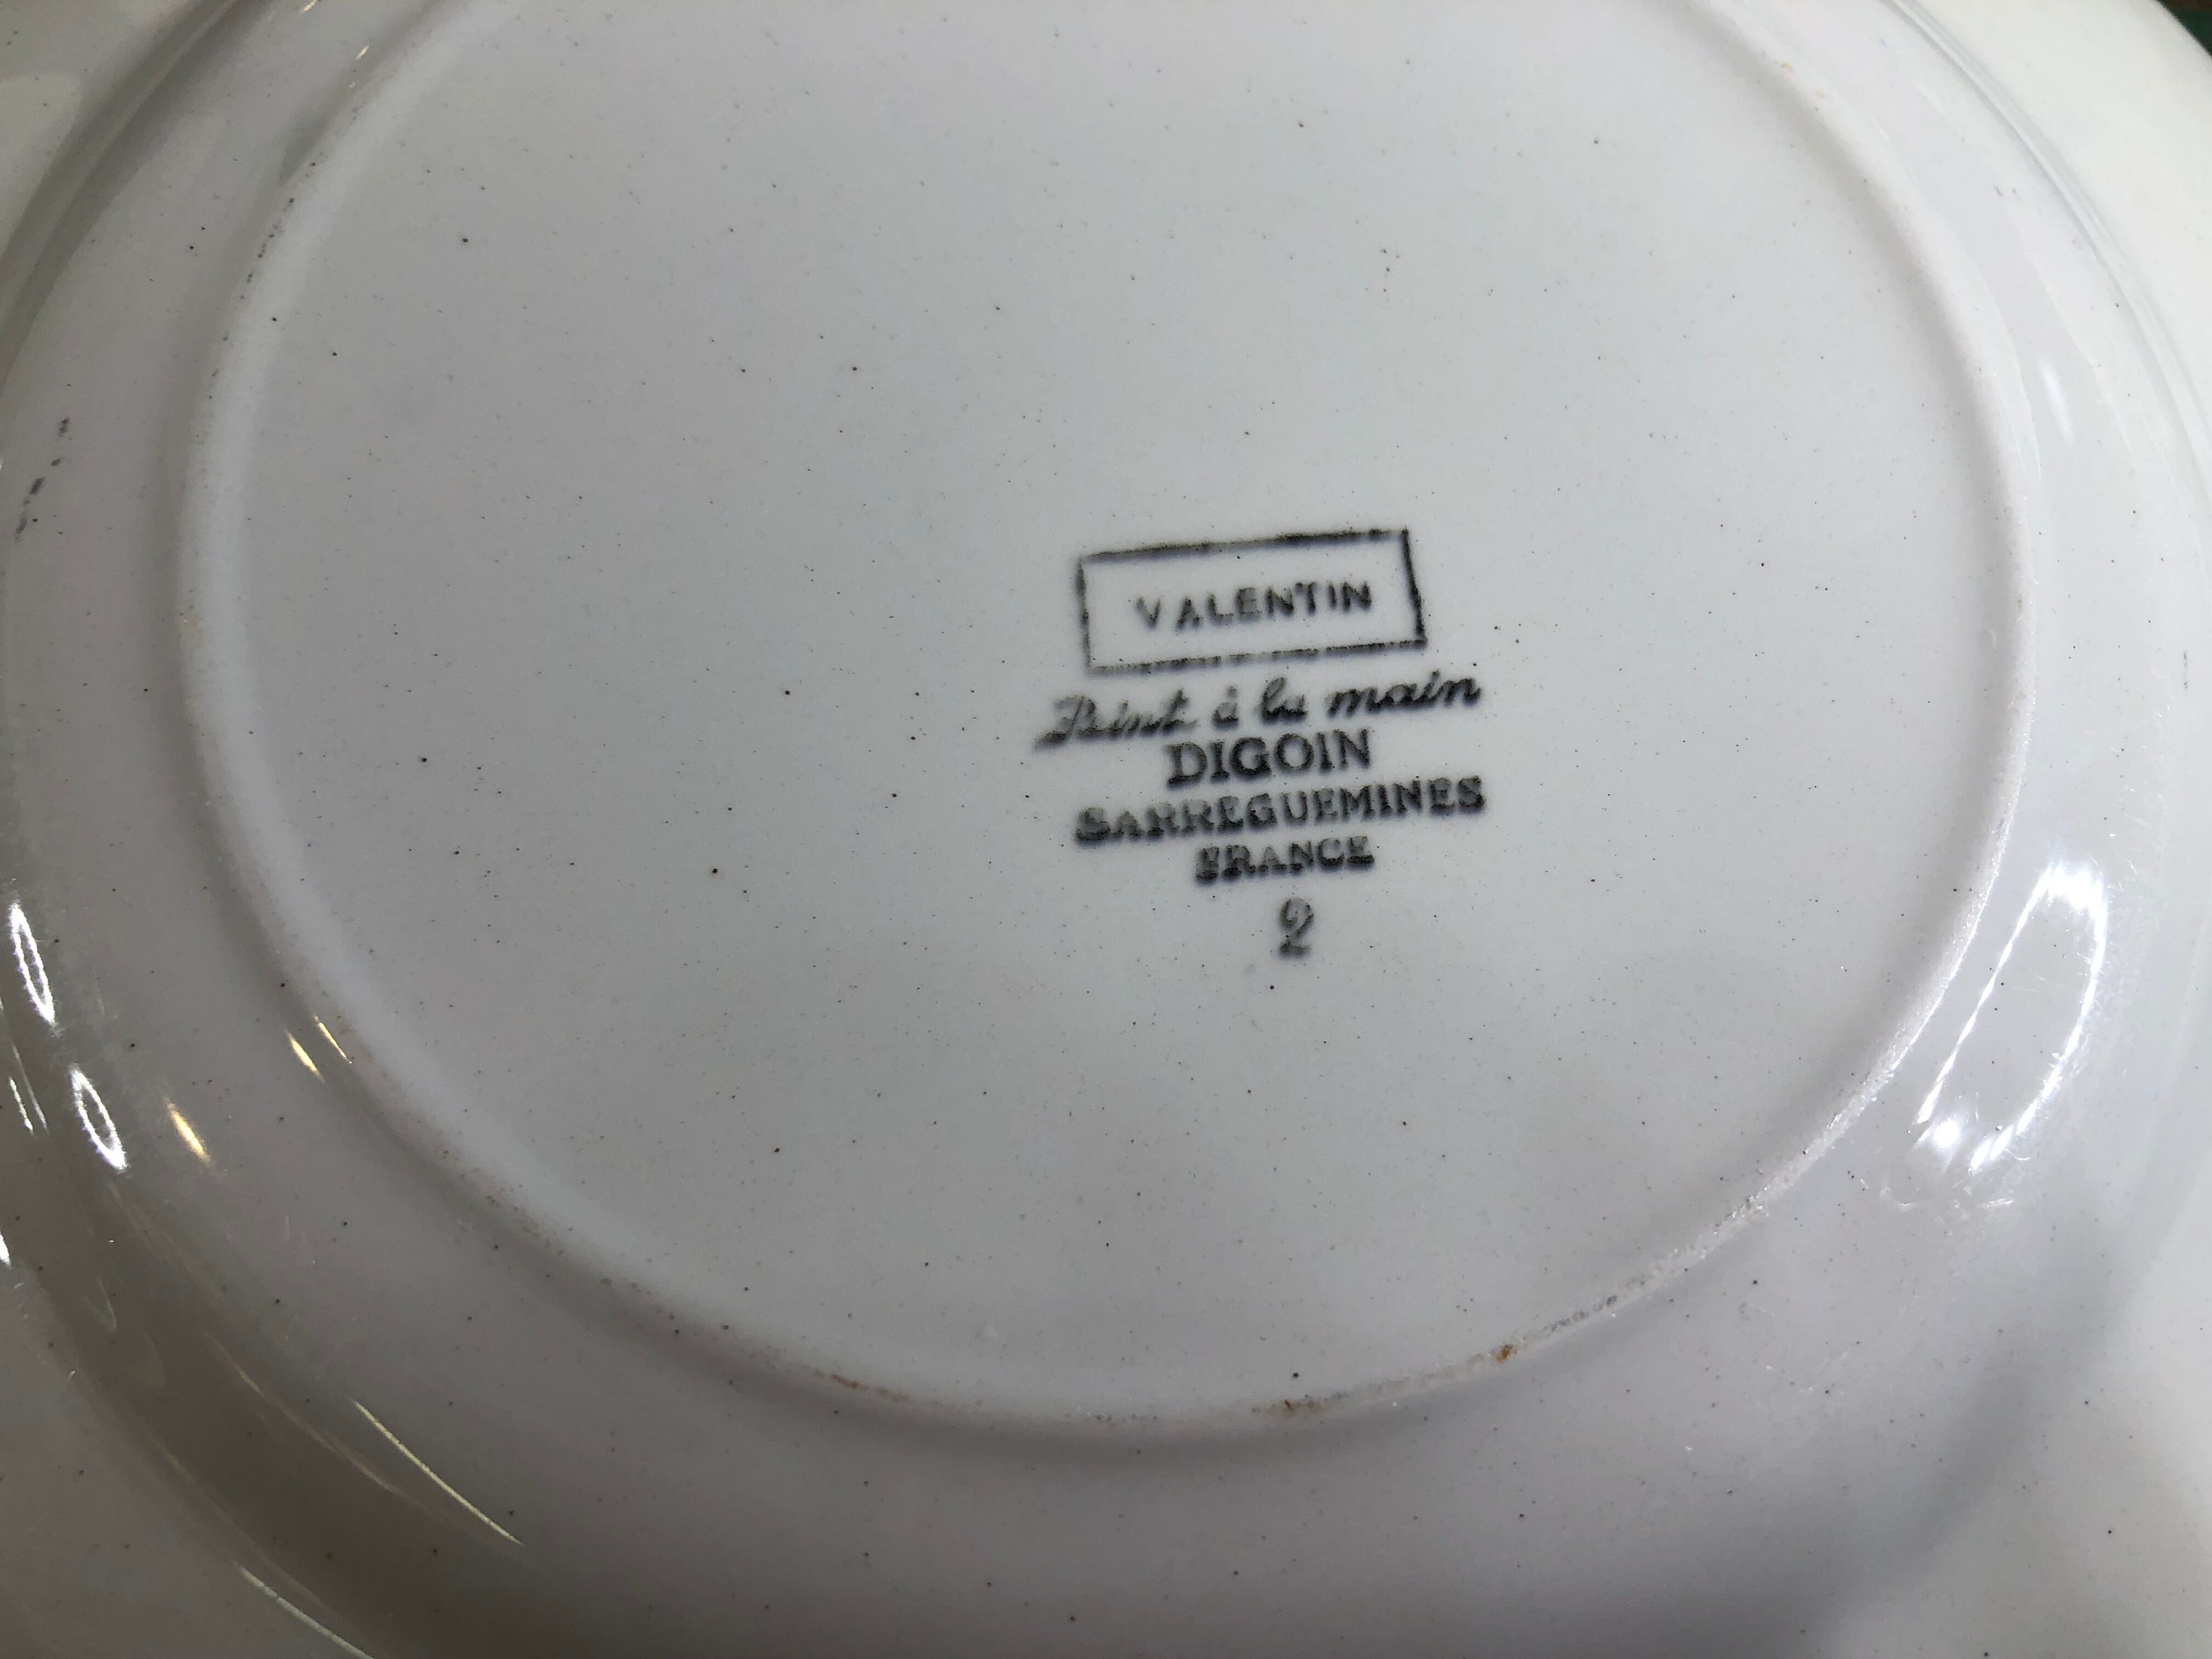 VALENTIN
Peint à la main
DIGOIN
SARREGUEMINES
FRANCE
2